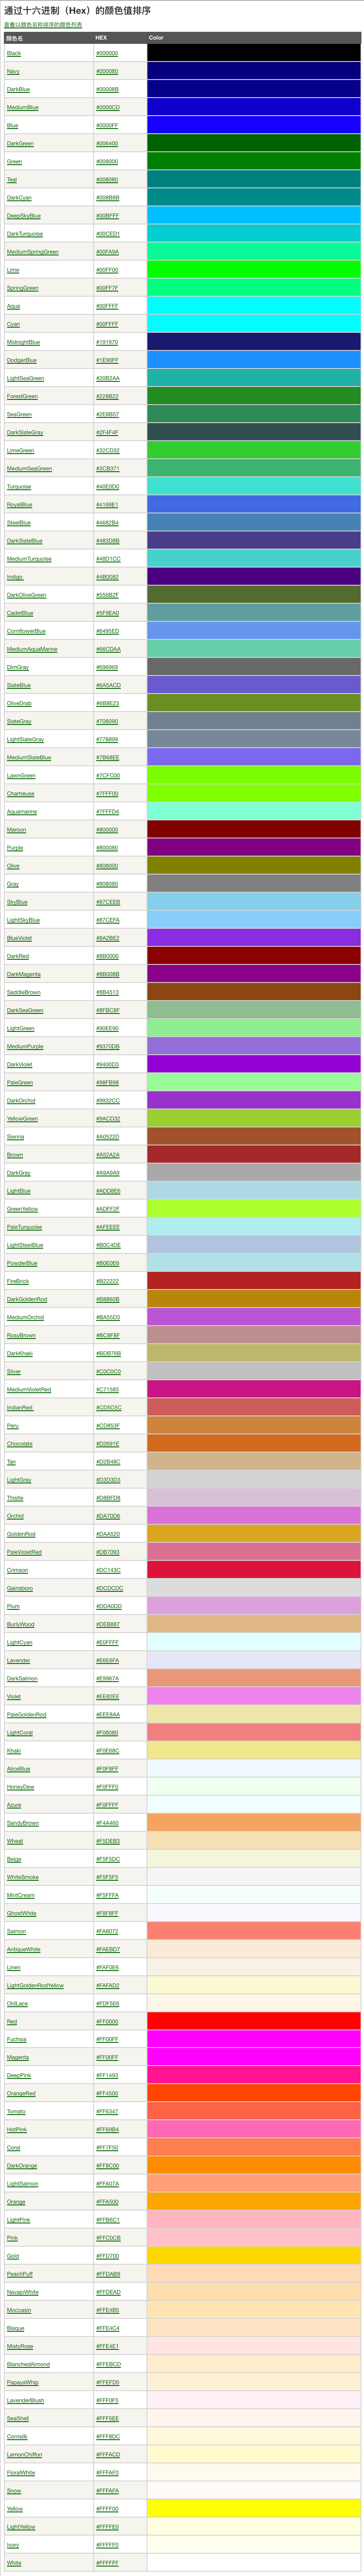 通过十六进制（Hex）的颜色值排序
查看以颜色名称排序的颜色列表
颜色名 HEX Color
Black #000000
Navy #000080
DarkBlue #00008B
MediumBlue #0000CD
Blue #0000FF
DarkGreen #006400
Green #008000
Teal #008080
DarkCyan #008B8B
DeepSkyBlue #00BFFF
DarkTurquoise #00CED1
MediumSpringGreen #00FA9A
Lime #00FF00
SpringGreen #00FF7F
Aqua #00FFFF
Cyan #00FFFF
MidnightBlue #191970
DodgerBlue #1E90FF
LightSeaGreen #20B2AA
ForestGreen #228B22
SeaGreen #2E8B57
DarkSlateGray #2F4F4F
LimeGreen #32CD32
MediumSeaGreen #3CB371
Turquoise #40E0D0
RoyalBlue #4169E1
SteelBlue #4682B4
DarkSlateBlue #483D8B
MediumTurquoise #48D1CC
Indigo #4B0082
DarkOliveGreen #556B2F
CadetBlue #5F9EA0
CornflowerBlue #6495ED
MediumAquaMarine #66CDAA
DimGray #696969
SlateBlue #6A5ACD
OliveDrab #6B8E23
SlateGray #708090
LightSlateGray #778899
MediumSlateBlue #7B68EE
LawnGreen #7CFC00
Chartreuse #7FFF00
Aquamarine #7FFFD4
Maroon #800000
Purple #800080
Olive #808000
Gray #808080
SkyBlue #87CEEB
LightSkyBlue #87CEFA
BlueViolet #8A2BE2
DarkRed #8B0000
DarkMagenta #8B008B
SaddleBrown #8B4513
DarkSeaGreen #8FBC8F
LightGreen #90EE90
MediumPurple #9370DB
DarkViolet #9400D3
PaleGreen #98FB98
DarkOrchid #9932CC
YellowGreen #9ACD32
Sienna #A0522D
Brown #A52A2A
DarkGray #A9A9A9
LightBlue #ADD8E6
GreenYellow #ADFF2F
PaleTurquoise #AFEEEE
LightSteelBlue #B0C4DE
PowderBlue #B0E0E6
FireBrick #B22222
DarkGoldenRod #B8860B
MediumOrchid #BA55D3
RosyBrown #BC8F8F
DarkKhaki #BDB76B
Silver #C0C0C0
MediumVioletRed #C71585
IndianRed #CD5C5C
Peru #CD853F
Chocolate #D2691E
Tan #D2B48C
LightGray #D3D3D3
Thistle #D8BFD8
Orchid #DA70D6
GoldenRod #DAA520
PaleVioletRed #DB7093
Crimson #DC143C
Gainsboro #DCDCDC
Plum #DDA0DD
BurlyWood #DEB887
LightCyan #E0FFFF
Lavender #E6E6FA
DarkSalmon #E9967A
Violet #EE82EE
PaleGoldenRod #EEE8AA
LightCoral #F08080
Khaki #F0E68C
AliceBlue #F0F8FF
HoneyDew #F0FFF0
Azure #F0FFFF
SandyBrown #F4A460
Wheat #F5DEB3
Beige #F5F5DC
WhiteSmoke #F5F5F5
MintCream #F5FFFA
GhostWhite #F8F8FF
Salmon #FA8072
AntiqueWhite #FAEBD7
Linen #FAF0E6
LightGoldenRodYellow #FAFAD2
OldLace #FDF5E6
Red #FF0000
Fuchsia #FF00FF
Magenta #FF00FF
DeepPink #FF1493
OrangeRed #FF4500
Tomato #FF6347
HotPink #FF69B4
Coral #FF7F50
DarkOrange #FF8C00
LightSalmon #FFA07A
Orange #FFA500
LightPink #FFB6C1
Pink #FFC0CB
Gold #FFD700
PeachPuff #FFDAB9
NavajoWhite #FFDEAD
Moccasin #FFE4B5
Bisque #FFE4C4
MistyRose #FFE4E1
BlanchedAlmond #FFEBCD
PapayaWhip #FFEFD5
LavenderBlush #FFF0F5
SeaShell #FFF5EE
Cornsilk #FFF8DC
LemonChiffon #FFFACD
FloralWhite #FFFAF0
Snow #FFFAFA
Yellow #FFFF00
LightYellow #FFFFE0
Ivory #FFFFF0
White #FFFFFF